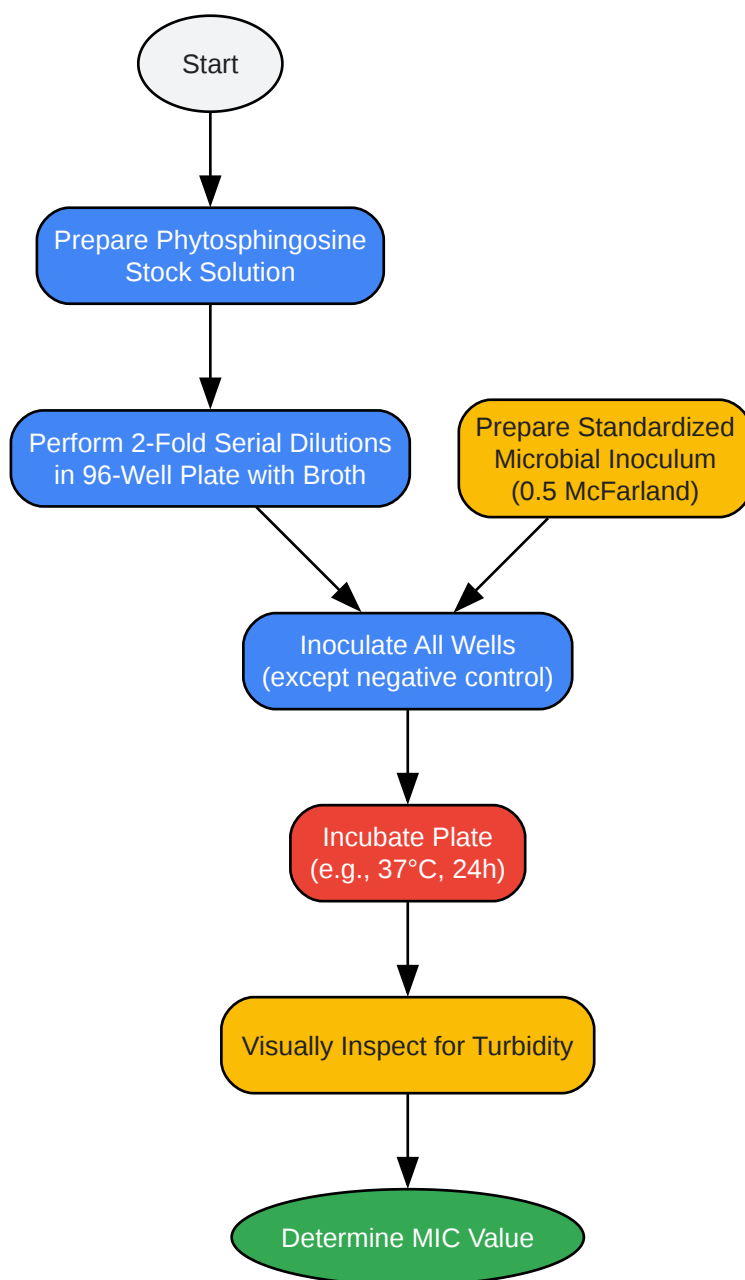 Start
Prepare Phytosphingosine
Stock Solution
Perform 2-Fold Serial Dilutions
in 96-Well Plate with Broth
Prepare Standardized
Microbial Inoculum
(0.5 McFarland)
Inoculate All Wells
(except negative control)
Incubate Plate
(e.g., 37°C, 24h)
Visually Inspect for Turbidity
Determine MIC Value